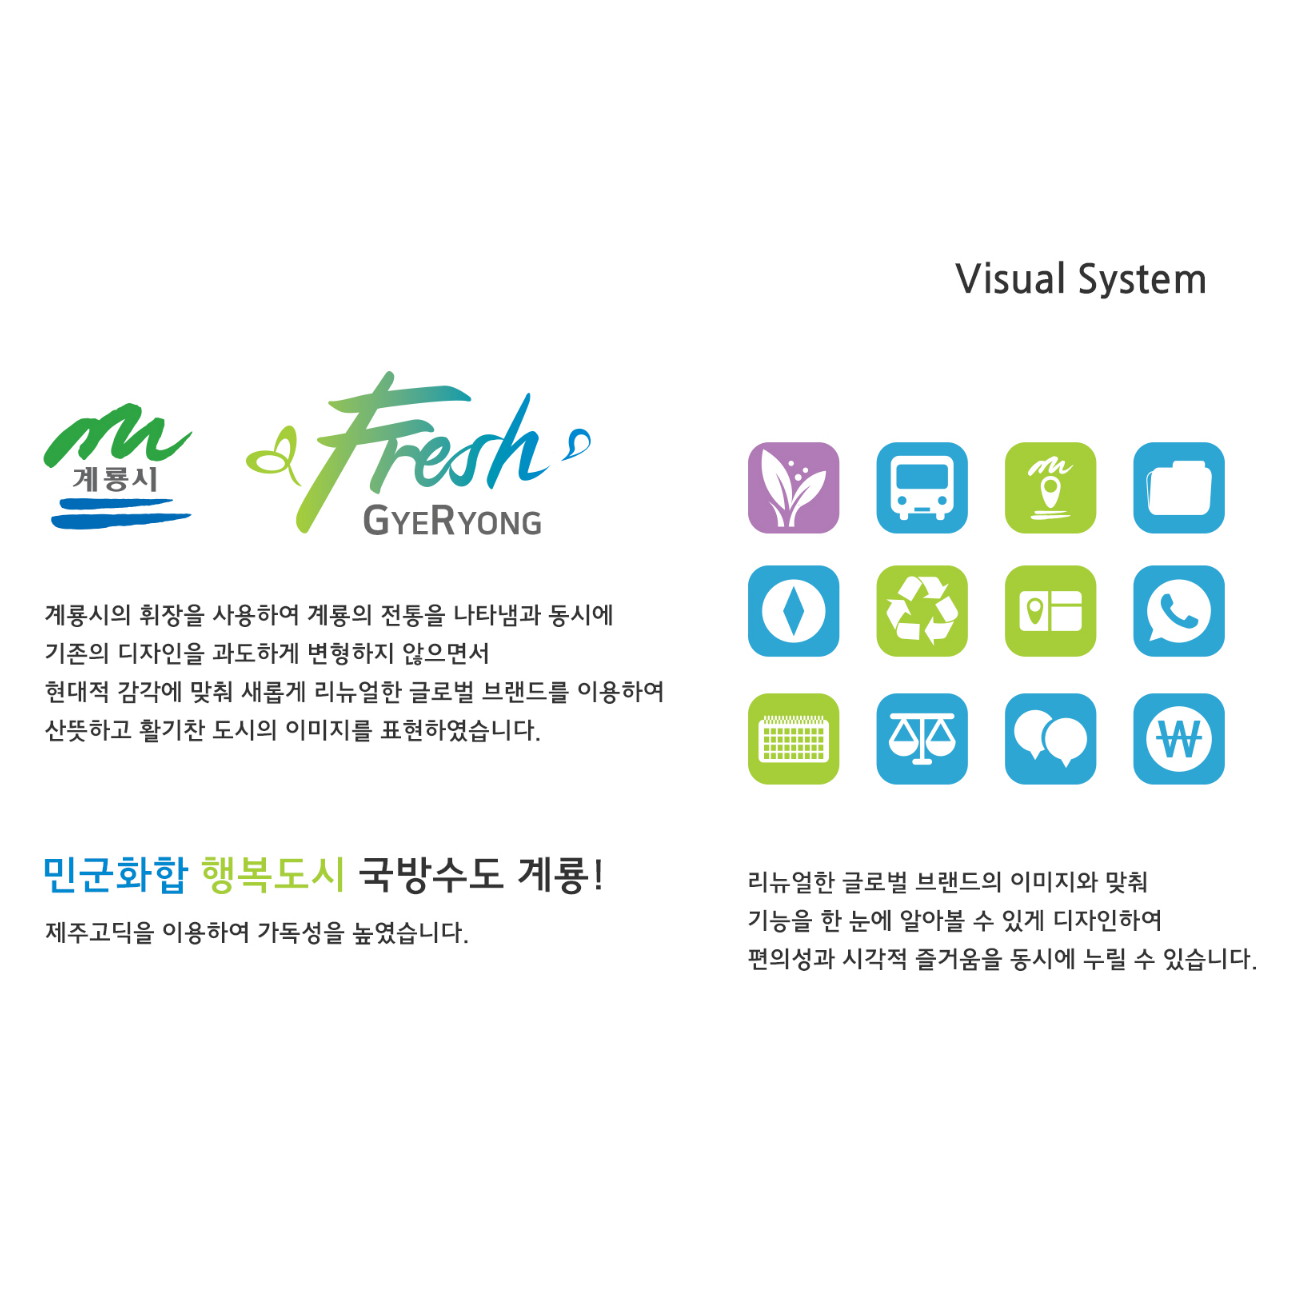 Visual System
계룡시
Fresh
GYERYONG
계룡시의 휘장을 사용하여 계룡의 전통을 나타냄과 동시에
기존의 디자인을 과도하게 변형하지 않으면서
현대적 감각에 맞춰 새롭게 리뉴얼한 글로벌 브랜드를 이용하여
산뜻하고 활기찬 도시의 이미지를 표현하였습니다.
민군화합 행복도시 국방수도 계룡!
제주고딕을 이용하여 가독성을 높였습니다.
리뉴얼한 글로벌 브랜드의 이미지와 맞춰
기능을 한 눈에 알아볼 수 있게 디자인하여
편의성과 시각적 즐거움을 동시에 누릴 수 있습니다.